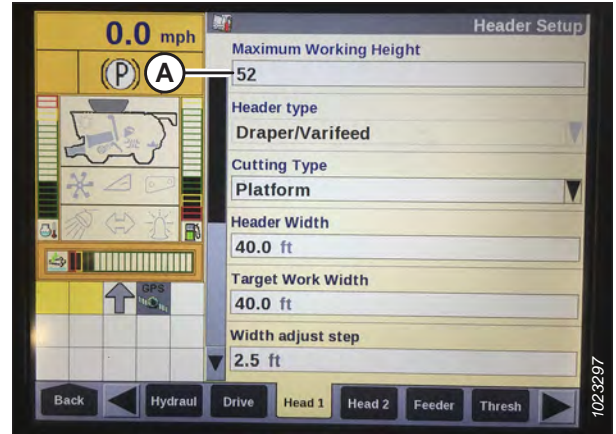 0.0 mph
Header Setup
(P)
A
Maximum Working Height
52
Header type
Draper/Varifeed
Cutting Type
Platform
Header Width
40.0 ft
Target Work Width
40.0 ft
Width adjust step
2.5 ft
GPS
Back
Hydraul
Drive
Head 1
Head 2
Feeder
Thresh
1023297